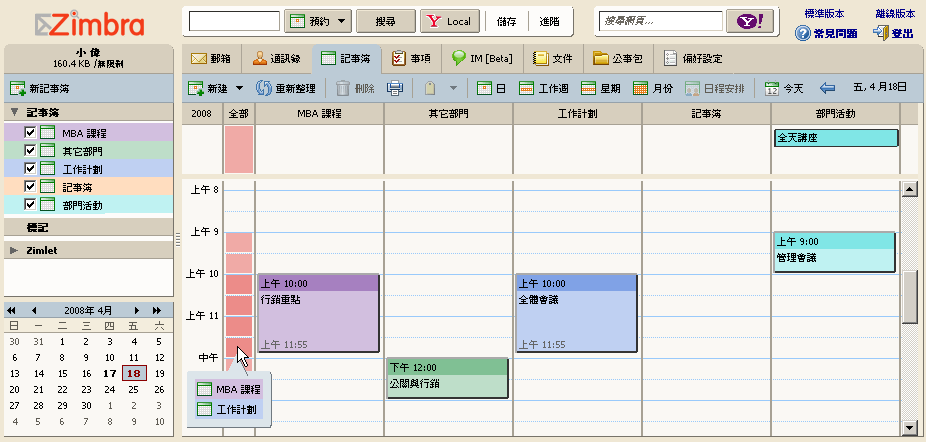 Zimbra
預約
搜尋
Local
儲存
進階
搜尋網頁...
Y!
標準版本
離線版本
常見問題
登出
小 偉
160.4 KB /無限制
郵箱
通訊錄
記事簿
事項
IM [Beta]
文件
公事包
偏好設定
新記事簿
新建
重新整理
刪除
日
工作週
星期
月份
日程安排
今天
五, 4 月18日
記事簿
MBA 課程
其它部門
工作計劃
記事簿
部門活動
標記
Zimlet
2008年 4月
日 一 二 三 四 五 六
30 31 1 2 3 4 5
6 7 8 9 10 11 12
13 14 15 16 17 18 19
20 21 22 23 24 25 26
27 28 29 30 1 2 3
4 5 6 7 8 9 10
2008
全部
MBA 課程
其它部門
工作計劃
記事簿
部門活動
全天講座
上午 8
上午 9
上午 10
上午 11
中午
上午 9:00
管理會議
上午 10:00
行銷重點
上午 11:55
上午 10:00
全體會議
上午 11:55
下午 12:00
公關與行銷
MBA 課程
工作計劃